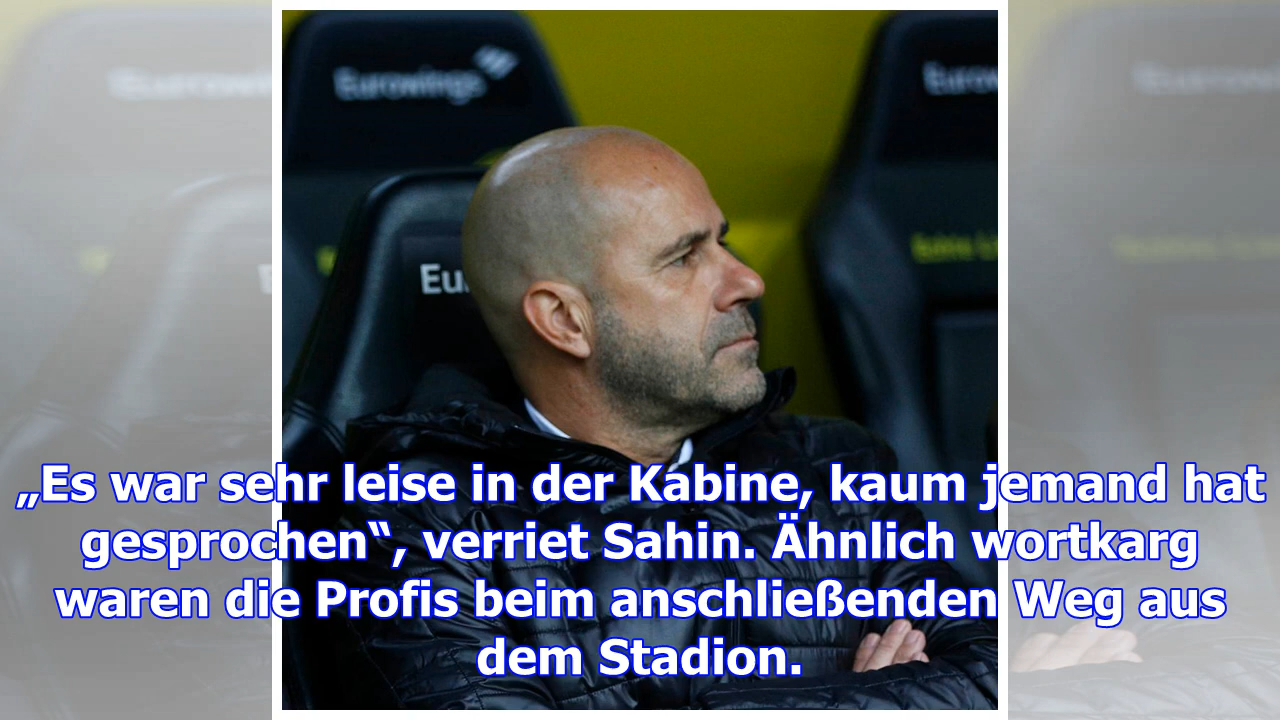 Eurowings
Eurow
Eu
„Es war sehr leise in der Kabine, kaum jemand hat
gesprochen“, verriet Sahin. Ähnlich wortkarg
waren die Profis beim anschließenden Weg aus
dem Stadion.